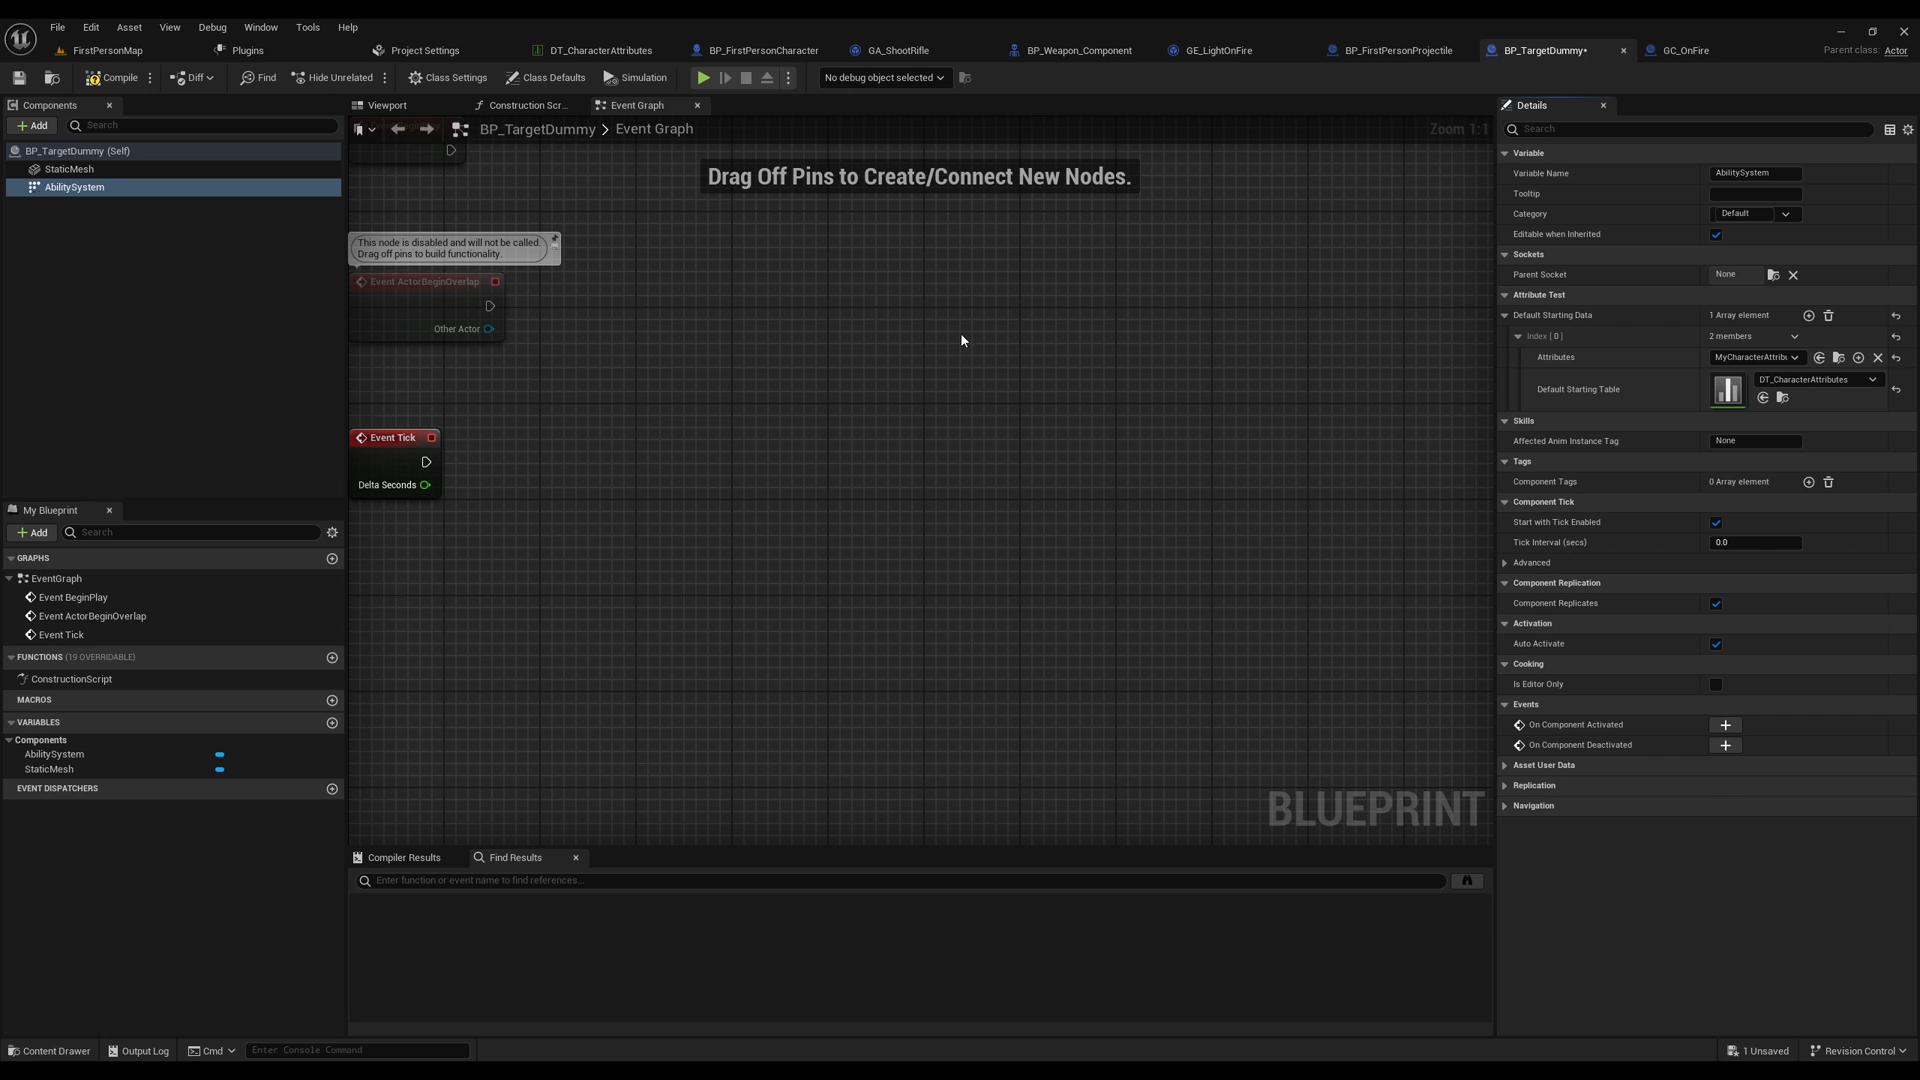 File Edit Asset View Window Debug Tools Help
FirstPersonMap Plugins Project Settings DT_CharacterAttributes BP_FirstPersonCharacter GA_ShootRifle BP_Weapon_Component GE_LightOnFire BP_FirstPersonProjectile BP_TargetDummy* GC_OnFire Parent class: Actor
Compile Diff Find Hide Unrelated Class Settings Class Defaults Simulation No debug object selected
Components
Add Search
BP_TargetDummy (Self)
StaticMesh
AbilitySystem
My Blueprint
Add Search
GRAPHS
EventGraph
Event BeginPlay
Event ActorBeginOverlap
Event Tick
FUNCTIONS (19 OVERRIDABLE)
ConstructionScript
MACROS
VARIABLES
Components
AbilitySystem
StaticMesh
EVENT DISPATCHERS
Viewport Construction Scr... Event Graph
BP_TargetDummy > Event Graph Zoom 1:1
Drag Off Pins to Create/Connect New Nodes.
This node is disabled and will not be called.
Drag off pins to build functionality.
Event ActorBeginOverlap
Other Actor
Event Tick
Delta Seconds
BLUEPRINT
Compiler Results Find Results
Enter function or event name to find references...
Details
Search
Variable
Variable Name AbilitySystem
Tooltip
Category Default
Editable when Inherited
Sockets
Parent Socket None
Attribute Test
Default Starting Data 1 Array element
Index [ 0 ] 2 members
Attributes MyCharacterAttribu
Default Starting Table DT_CharacterAttributes
Skills
Affected Anim Instance Tag None
Tags
Component Tags 0 Array element
Component Tick
Start with Tick Enabled
Tick Interval (secs) 0.0
Advanced
Component Replication
Component Replicates
Activation
Auto Activate
Cooking
Is Editor Only
Events
On Component Activated
On Component Deactivated
Asset User Data
Replication
Navigation
Content Drawer Output Log Cmd Enter Console Command 1 Unsaved Revision Control